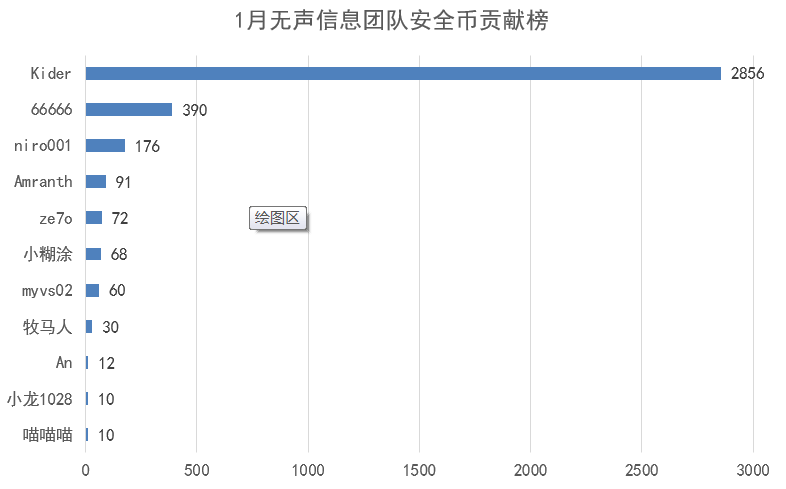 1月无声信息团队安全币贡献榜
Kider 2856
66666 390
niro001 176
Amranth 91
ze7o 72
绘图区
小糊涂 68
myvs02 60
牧马人 30
An 12
小龙1028 10
喵喵喵 10
0 500 1000 1500 2000 2500 3000